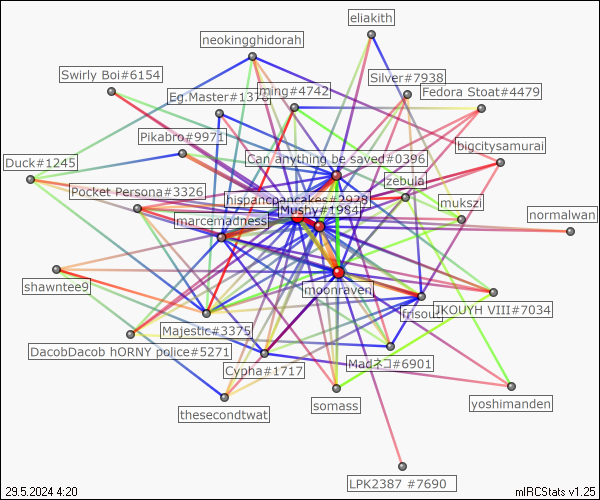 eliakith
neokingghidorah
Swirly Boi#6154
Silver#7938
ming#4742
Fedora Stoat#4479
Eg.Master#1376
Pikabro#9971
bigcitysamurai
Duck#1245
Can anything be saved#0396
zebula
Pocket Persona#3326
hispancpancakes#2928
mukszi
Mushy#1984
normalwan
marcemadness
shawntee9
moonraven
frisou
JKOUYH VIII#7034
Majestic#3375
DacobDacob hORNY police#5271
Madネコ#6901
Cypha#1717
somass
yoshimanden
thesecondtwat
LPK2387 #7690
29.5.2024 4:20
mIRCStats v1.25